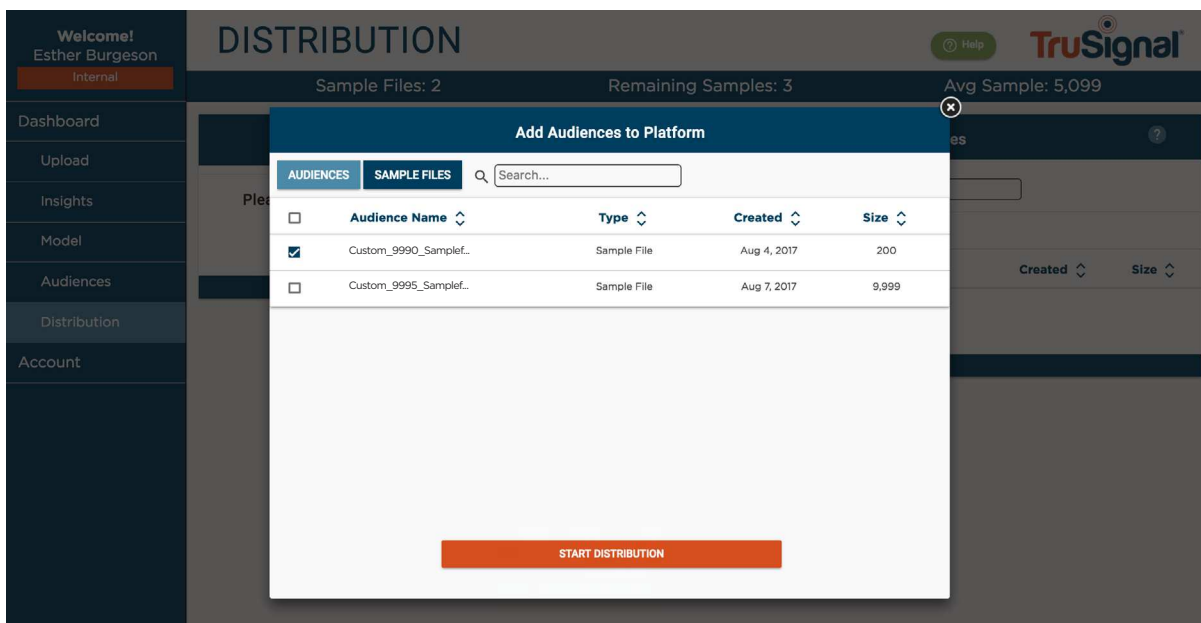 Welcome!
Esther Burgeson
Internal
DISTRIBUTION
Help
TruSignal
Sample Files: 2
Remaining Samples: 3
Avg Sample: 5,099
Dashboard
Upload
Insights
Model
Audiences
Distribution
Account
Add Audiences to Platform
AUDIENCES SAMPLE FILES Search...
Audience Name Type Created Size
Custom_9990_Samplef... Sample File Aug 4, 2017 200
Custom_9995_Samplef... Sample File Aug 7, 2017 9,999
START DISTRIBUTION
Created Size